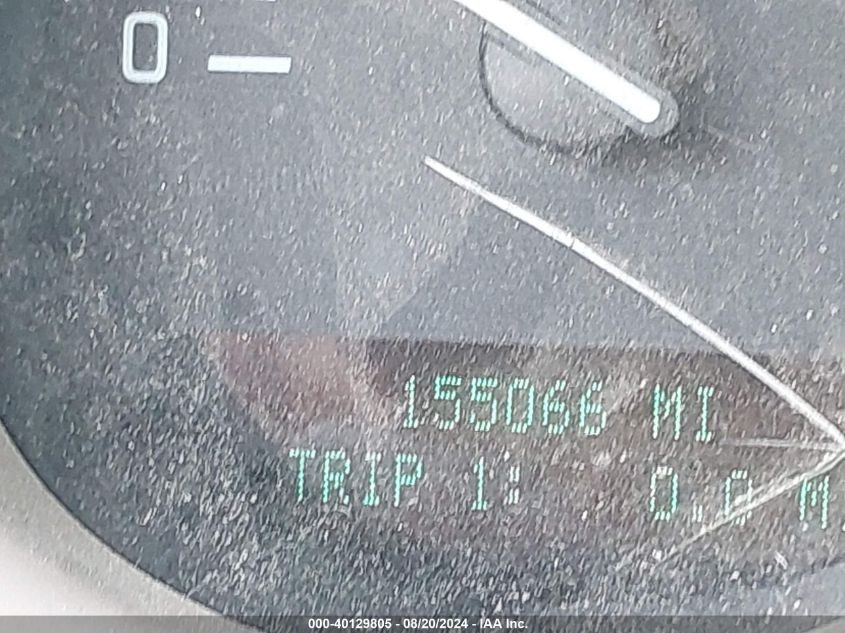 0
155066 MI
TRIP 1: 0.0 M
000-40129805 - 08/20/2024 - IAA Inc.